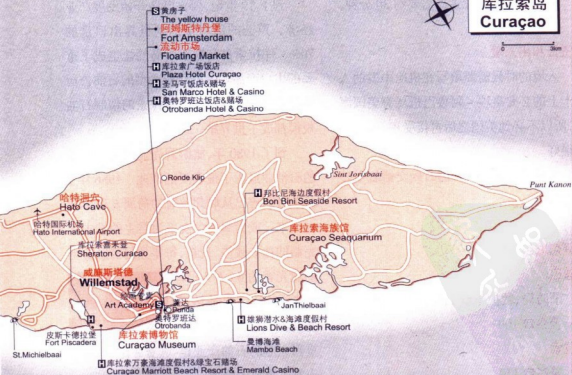 库拉索岛
Curaçao
0 3km
S 黄房子
The yellow house
阿姆斯特丹堡
Fort Amsterdam
流动市场
Floating Market
H 库拉索广场饭店
Plaza Hotel Curaçao
H 圣马可饭店&赌场
San Marco Hotel & Casino
H 奥特罗班达饭店&赌场
Otrobanda Hotel & Casino
Ronde Klip
Sint Jorisbaai
Punt Kanon
H 邦比尼海边度假村
Bon Bini Seaside Resort
哈特洞穴
Hato Cave
哈特国际机场
Hato International Airport
库拉索海族馆
Curaçao Seaquarium
库拉索喜来登
Sheraton Curacao
威廉斯塔德
Willemstad
Art Academy
S
Punda
奥特罗班达
Otrobanda
JanThielbaai
H 雄狮潜水&海滩度假村
Lions Dive & Beach Resort
曼博海滩
Mambo Beach
H
皮斯卡德拉堡
Fort Piscadera
库拉索博物馆
Curaçao Museum
St.Michielbaai
H 库拉索万豪海滩度假村&绿宝石赌场
Curaçao Marriott Beach Resort & Emerald Casino